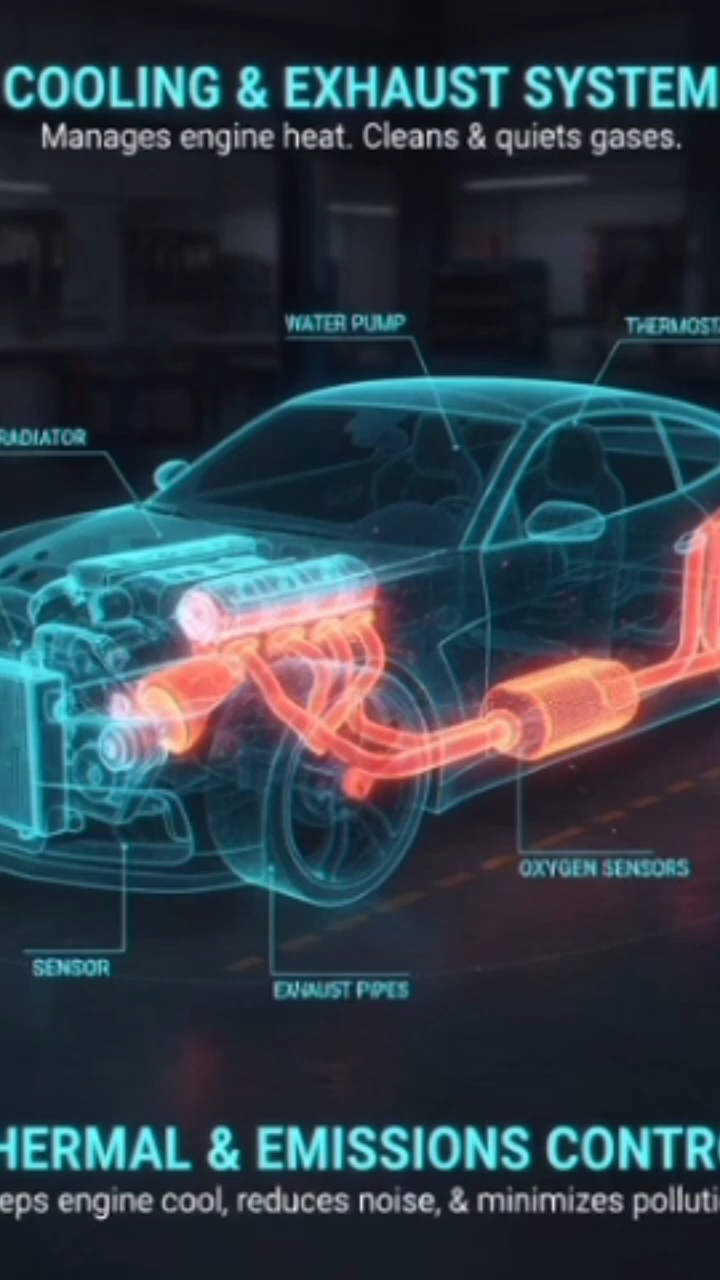 COOLING & EXHAUST SYSTEM
Manages engine heat. Cleans & quiets gases.
WATER PUMP
THERMOSTA
RADIATOR
OXYGEN SENSORS
SENSOR
EXHAUST PIPES
HERMAL & EMISSIONS CONTRO
eps engine cool, reduces noise, & minimizes polluti